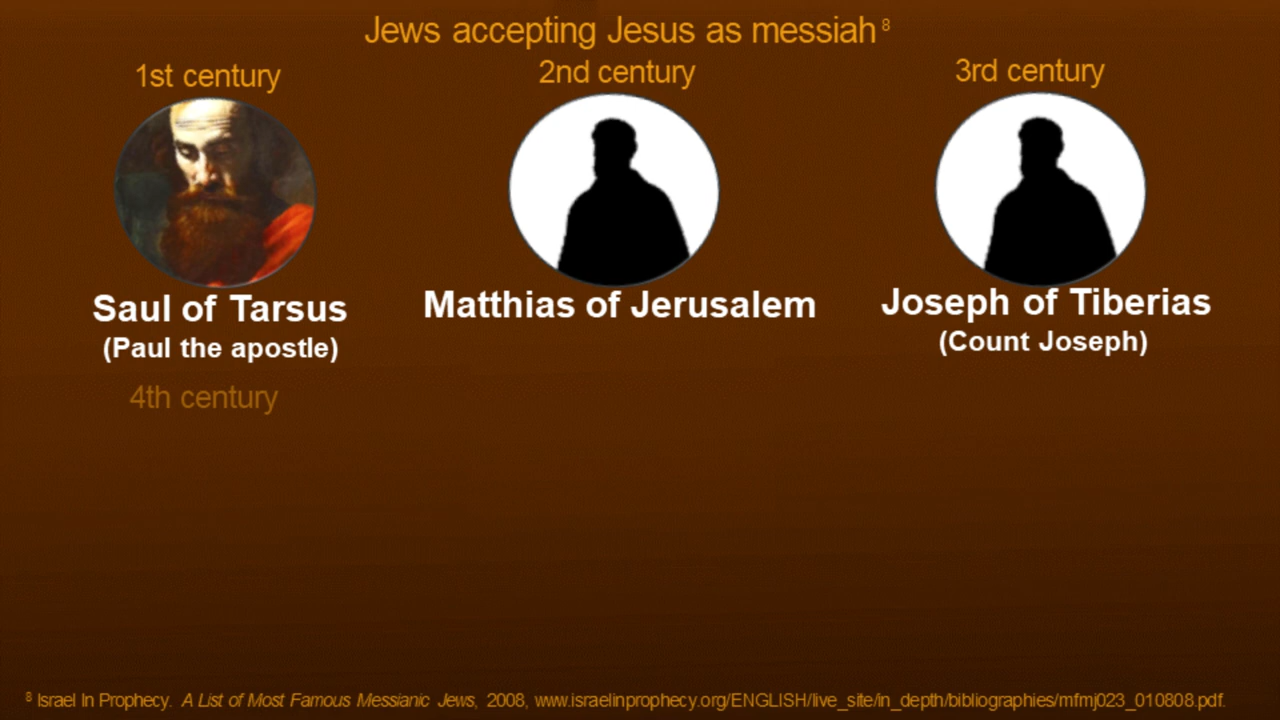 Jews accepting Jesus as messiah 8
1st century
2nd century
3rd century
Saul of Tarsus
(Paul the apostle)
Matthias of Jerusalem
Joseph of Tiberias
(Count Joseph)
4th century
8 Israel In Prophecy. A List of Most Famous Messianic Jews, 2008, www.israelinprophecy.org/ENGLISH/live_site/in_depth/bibliographies/mfmj023_010808.pdf.